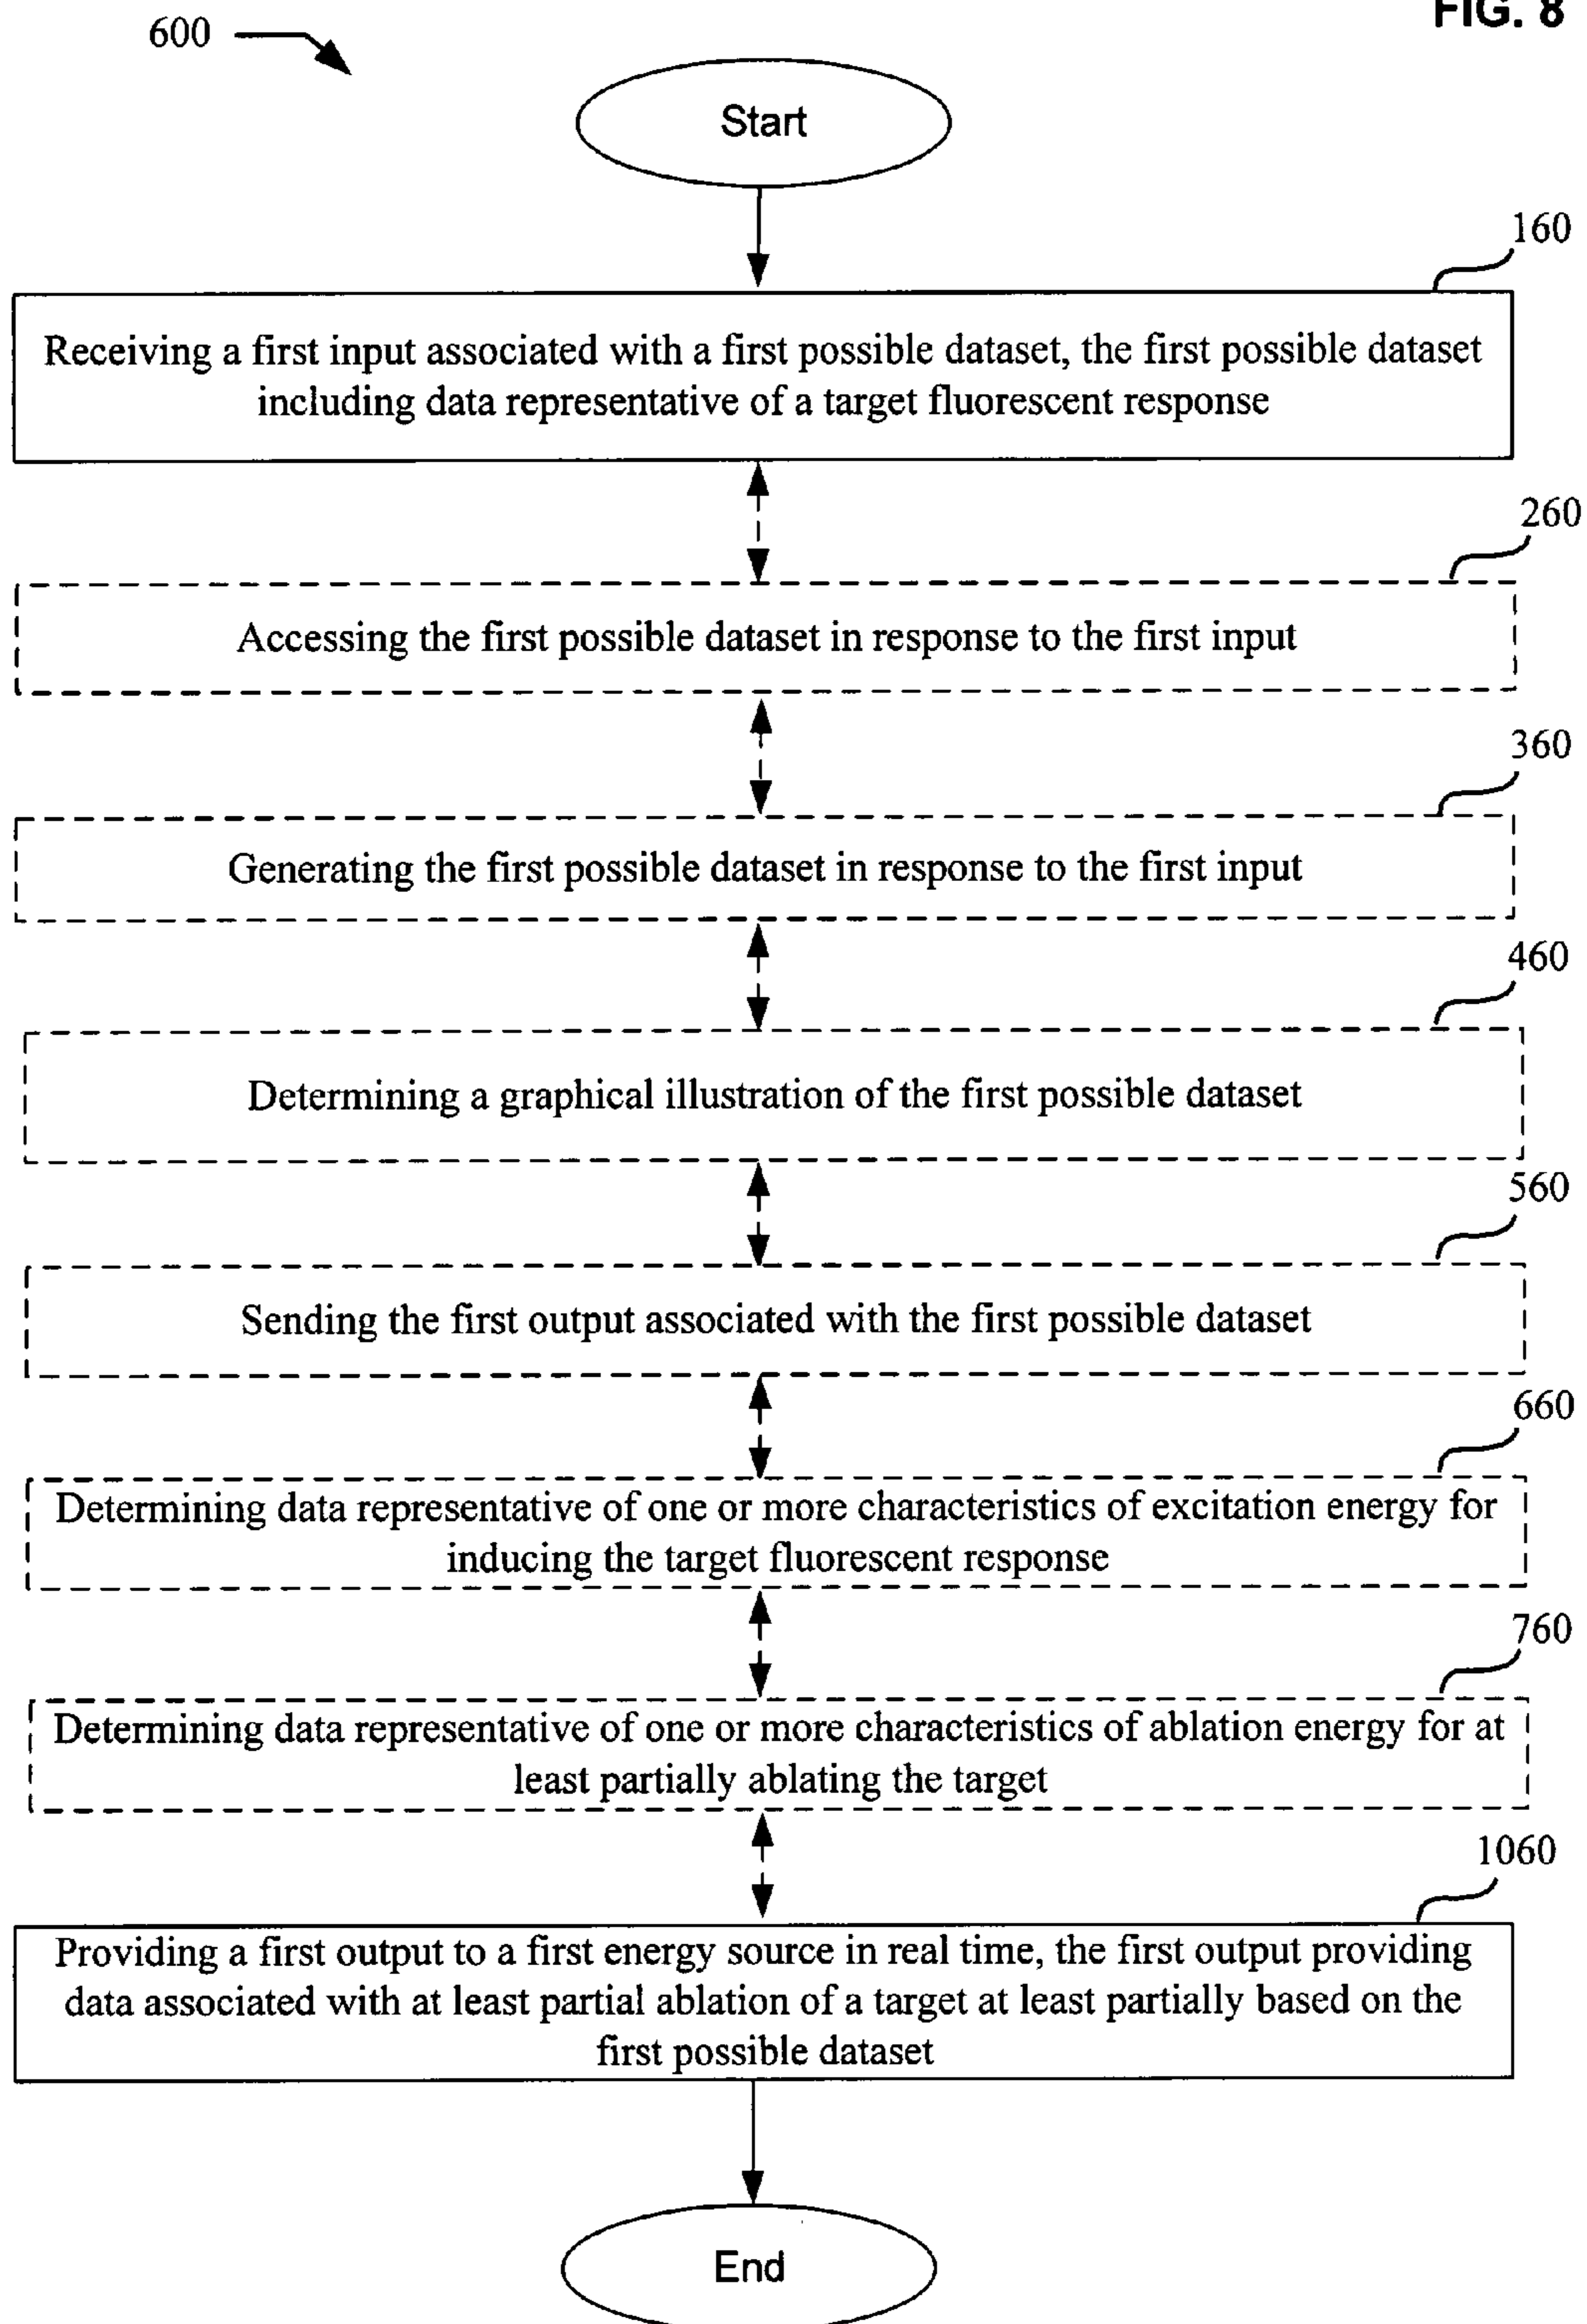 FIG. 8
600
Start
160
Receiving a first input associated with a first possible dataset, the first possible dataset
including data representative of a target fluorescent response
260
Accessing the first possible dataset in response to the first input
360
Generating the first possible dataset in response to the first input
460
Determining a graphical illustration of the first possible dataset
560
Sending the first output associated with the first possible dataset
660
Determining data representative of one or more characteristics of excitation energy for
inducing the target fluorescent response
760
Determining data representative of one or more characteristics of ablation energy for at
least partially ablating the target
1060
Providing a first output to a first energy source in real time, the first output providing
data associated with at least partial ablation of a target at least partially based on the
first possible dataset
End